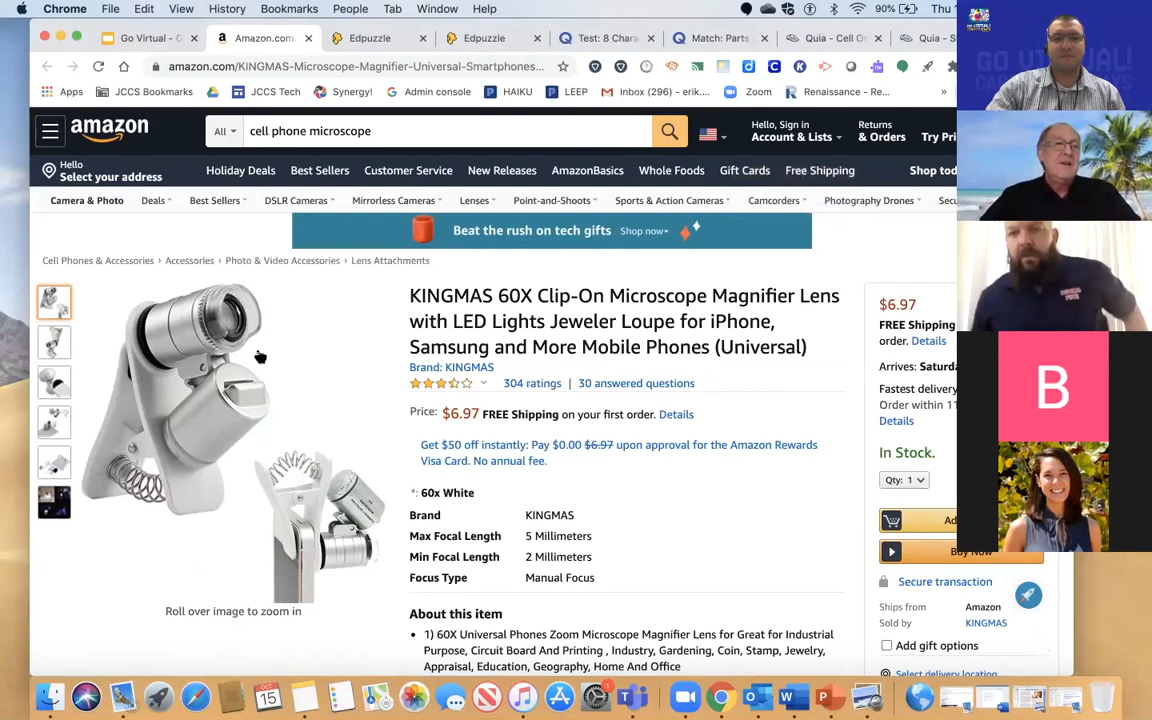 Chrome File Edit View History Bookmarks People Tab Window Help 90% Thu 1
Go Virtual - G Amazon.com Edpuzzle Edpuzzle Test: 8 Chara Match: Parts Quia - Cell O Quia - S
amazon.com/KINGMAS-Microscope-Magnifier-Universal-Smartphones...
Apps JCCS Bookmarks JCCS Tech Synergy! Admin console HAIKU LEEP Inbox (296) - erik.... Zoom Renaissance - Re... »
GO VIRTUAL!
amazon All cell phone microscope Hello, Sign in Returns
Account & Lists & Orders Try Pri
Hello
Select your address Holiday Deals Best Sellers Customer Service New Releases AmazonBasics Whole Foods Gift Cards Free Shipping Shop tod
Camera & Photo Deals Best Sellers DSLR Cameras Mirrorless Cameras Lenses Point-and-Shoots Sports & Action Cameras Camcorders Photography Drones Secu
Beat the rush on tech gifts Shop now
Cell Phones & Accessories › Accessories › Photo & Video Accessories › Lens Attachments
KINGMAS 60X Clip-On Microscope Magnifier Lens
with LED Lights Jeweler Loupe for iPhone,
Samsung and More Mobile Phones (Universal)
Brand: KINGMAS
304 ratings | 30 answered questions
Price: $6.97 FREE Shipping on your first order. Details
Get $50 off instantly: Pay $0.00 $6.97 upon approval for the Amazon Rewards
Visa Card. No annual fee.
*: 60x White
Brand KINGMAS
Max Focal Length 5 Millimeters
Min Focal Length 2 Millimeters
Focus Type Manual Focus
About this item
• 1) 60X Universal Phones Zoom Microscope Magnifier Lens for Great for Industrial
Purpose, Circuit Board And Printing , Industry, Gardening, Coin, Stamp, Jewelry,
Appraisal, Education, Geography, Home And Office
Roll over image to zoom in
$6.97
FREE Shipping
order. Details
Arrives: Saturda
Fastest delivery
Order within 11
Details
In Stock.
Qty: 1
Ad
Buy Now
Secure transaction
Ships from Amazon
Sold by KINGMAS
Add gift options
Select delivery location
B
OCT
15
1